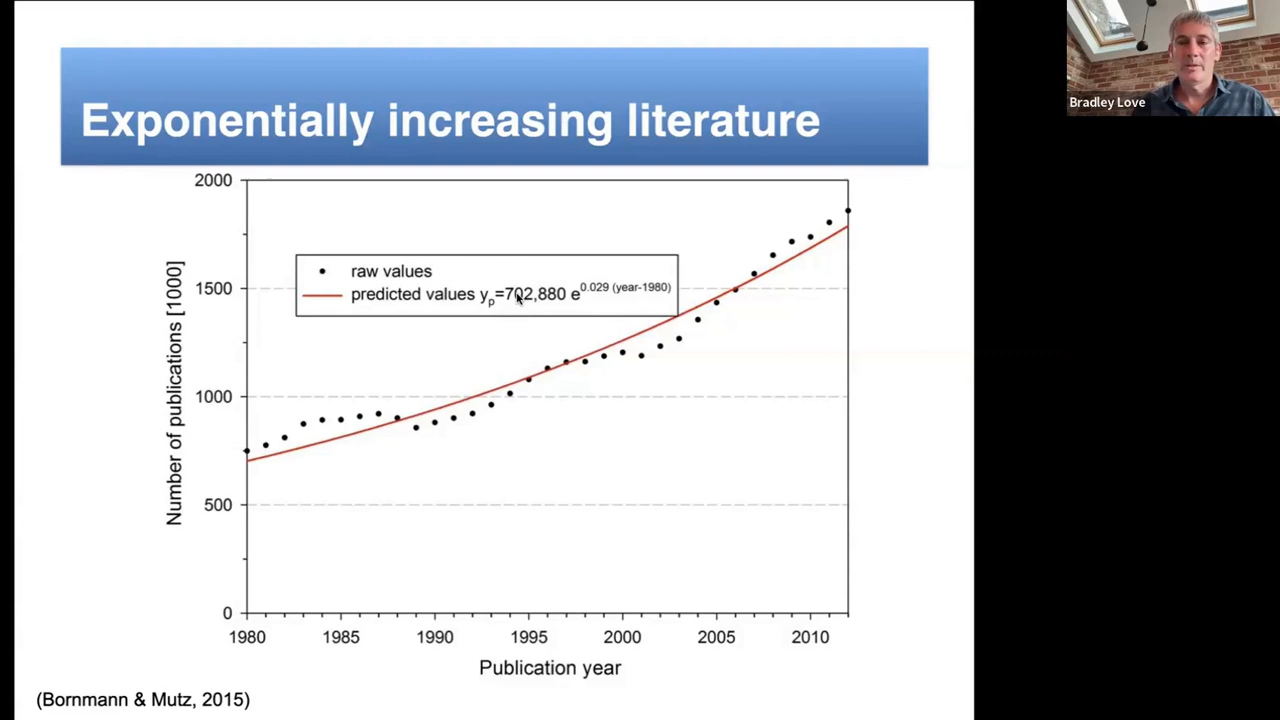 Bradley Love
Exponentially increasing literature
2000
1500
1000
500
0
Number of publications [1000]
raw values
predicted values yp=702,880 e0.029 (year-1980)
1980 1985 1990 1995 2000 2005 2010
Publication year
(Bornmann & Mutz, 2015)